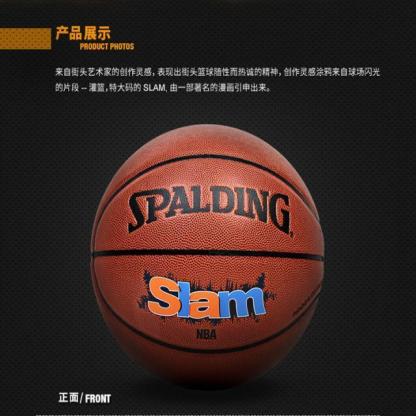 产品展示
PRODUCT PHOTOS
来自街头艺术家的创作灵感，表现出街头篮球随性而热诚的精神，创作灵感涂鸦来自球场闪光
的片段 -- 灌篮，特大码的 SLAM, 由一部著名的漫画引申出来。
SPALDING®
Slam
NBA
正面/ FRONT